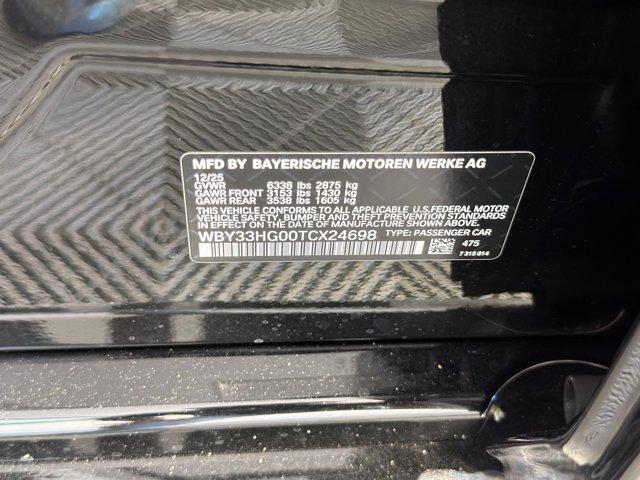 MFD BY BAYERISCHE MOTOREN WERKE AG
12/25
GVWR 6338 lbs 2875 kg
GAWR FRONT 3153 lbs 1430 kg
GAWR REAR 3538 lbs 1605 kg
THIS VEHICLE CONFORMS TO ALL APPLICABLE U.S.FEDERAL MOTOR
VEHICLE SAFETY, BUMPER AND THEFT PREVENTION STANDARDS
IN EFFECT ON THE DATE OF MANUFACTURE SHOWN ABOVE.
WBY33HG00TCX24698 TYPE: PASSENGER CAR
475
7 315 614